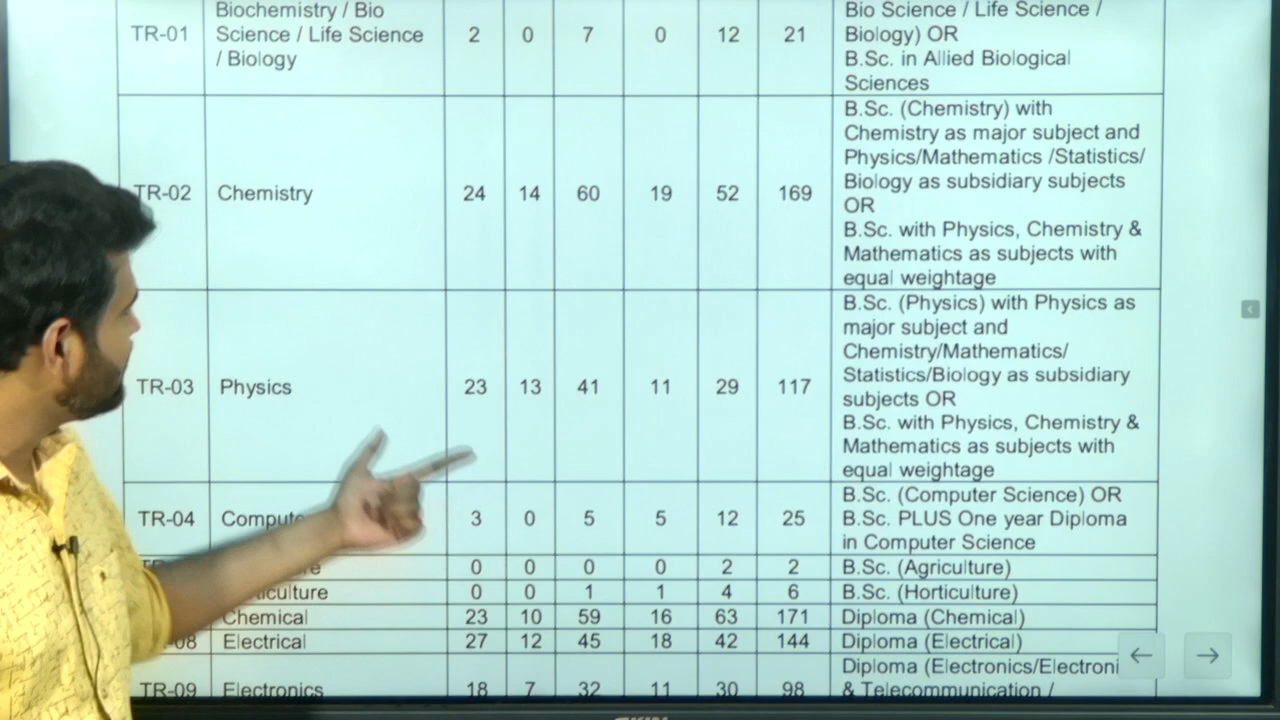 TR-01
Biochemistry / Bio
Science / Life Science
/ Biology
2 0 7 0 12 21
Bio Science / Life Science /
Biology) OR
B.Sc. in Allied Biological
Sciences
TR-02 Chemistry 24 14 60 19 52 169
B.Sc. (Chemistry) with
Chemistry as major subject and
Physics/Mathematics /Statistics/
Biology as subsidiary subjects
OR
B.Sc. with Physics, Chemistry &
Mathematics as subjects with
equal weightage
TR-03 Physics 23 13 41 11 29 117
B.Sc. (Physics) with Physics as
major subject and
Chemistry/Mathematics/
Statistics/Biology as subsidiary
subjects OR
B.Sc. with Physics, Chemistry &
Mathematics as subjects with
equal weightage
TR-04 3 0 5 5 12 25
B.Sc. (Computer Science) OR
B.Sc. PLUS One year Diploma
in Computer Science
0 0 0 0 2 2 B.Sc. (Agriculture)
0 0 1 1 4 6 B.Sc. (Horticulture)
Chemical 23 10 59 16 63 171 Diploma (Chemical)
Electrical 27 12 45 18 42 144 Diploma (Electrical)
TR-09 Electronics 18 7 32 11 30 98
Diploma (Electronics/Electroni
& Telecommunication /